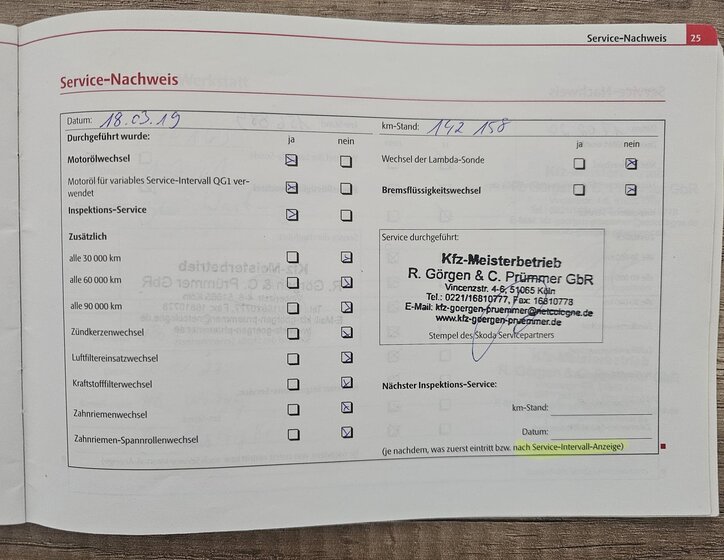 Service-Nachweis 25
Service-Nachweis
Datum: 18.03.19
Durchgeführt wurde: ja nein
Motorölwechsel
Motoröl für variables Service-Intervall QG1 ver-
wendet
Inspektions-Service
Zusätzlich
alle 30 000 km
alle 60 000 km
alle 90 000 km
Zündkerzenwechsel
Luftfiltereinsatzwechsel
Kraftstofffilterwechsel
Zahnriemenwechsel
Zahnriemen-Spannrollenwechsel
km-Stand: 142 158
ja nein
Wechsel der Lambda-Sonde
Bremsflüssigkeitswechsel
Service durchgeführt:
Kfz-Meisterbetrieb
R. Görgen & C. Prümmer GbR
Vincenzstr. 4-6, 51065 Köln
Tel.: 0221/16810777, Fax: 16810778
E-Mail: kfz-goergen-pruemmer@netcologne.de
www.kfz-goergen-pruemmer.de
Stempel des Skoda Servicepartners
Nächster Inspektions-Service:
km-Stand:
Datum:
(je nachdem, was zuerst eintritt bzw. nach Service-Intervall-Anzeige)